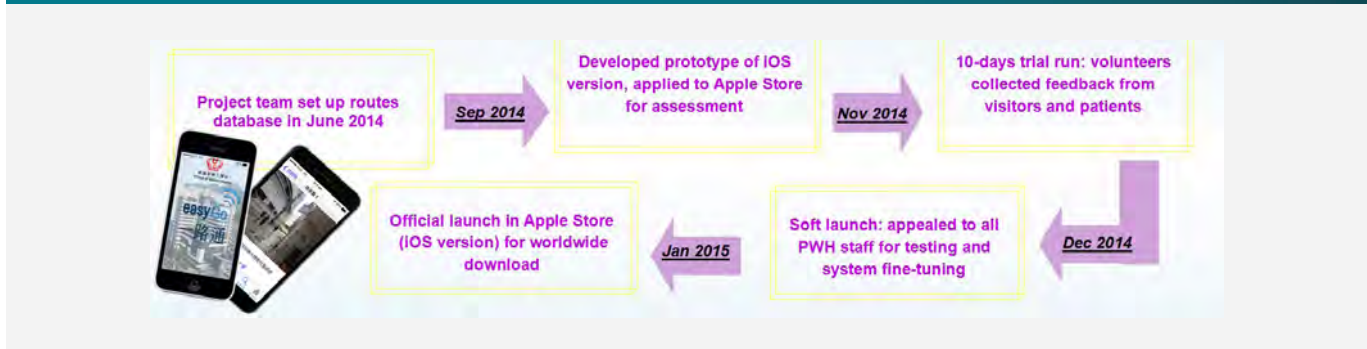 Project team set up routes
database in June 2014
Sep 2014
Developed prototype of iOS
version, applied to Apple Store
for assessment
Nov 2014
10-days trial run: volunteers
collected feedback from
visitors and patients
Dec 2014
Soft launch: appealed to all
PWH staff for testing and
system fine-tuning
Jan 2015
Official launch in Apple Store
(iOS version) for worldwide
download
easyGo
一路通